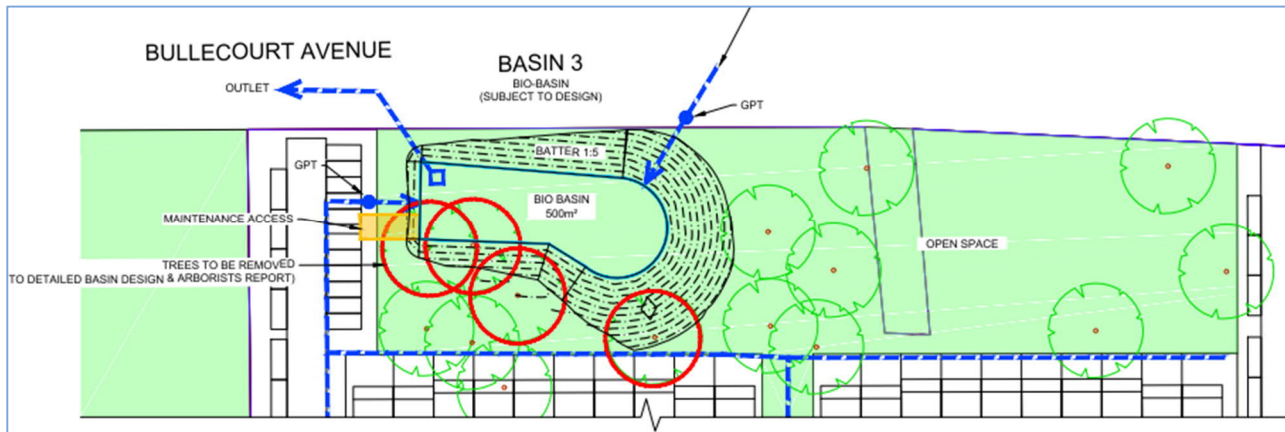 BULLECOURT AVENUE
OUTLET
BASIN 3
BIO-BASIN
(SUBJECT TO DESIGN)
GPT
GPT
BATTER 1:5
BIO BASIN
500m²
MAINTENANCE ACCESS
OPEN SPACE
TREES TO BE REMOVED
TO DETAILED BASIN DESIGN & ARBORISTS REPORT)